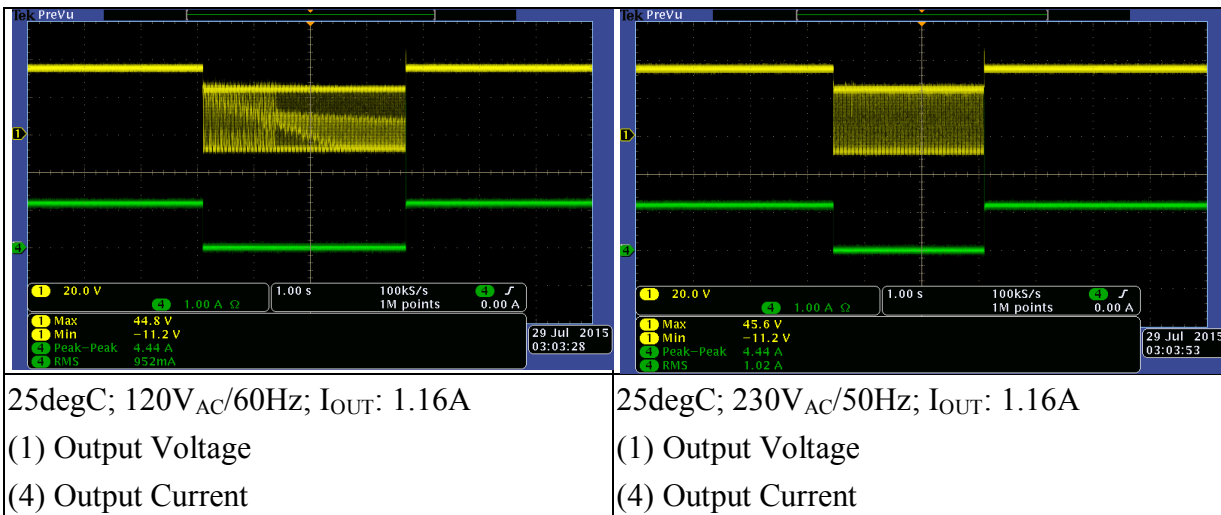 Tek PreVu
1
4
1 20.0 V
4 1.00 A Ω
1.00 s
100kS/s
1M points
4 ʃ
0.00 A
1 Max 44.8 V
1 Min −11.2 V
4 Peak−Peak 4.44 A
4 RMS 952mA
29 Jul 2015
03:03:28
Tek PreVu
1
4
1 20.0 V
4 1.00 A Ω
1.00 s
100kS/s
1M points
4 ʃ
0.00 A
1 Max 45.6 V
1 Min −11.2 V
4 Peak−Peak 4.44 A
4 RMS 1.02 A
29 Jul 2015
03:03:53
25degC; 120VAC/60Hz; IOUT: 1.16A
(1) Output Voltage
(4) Output Current
25degC; 230VAC/50Hz; IOUT: 1.16A
(1) Output Voltage
(4) Output Current